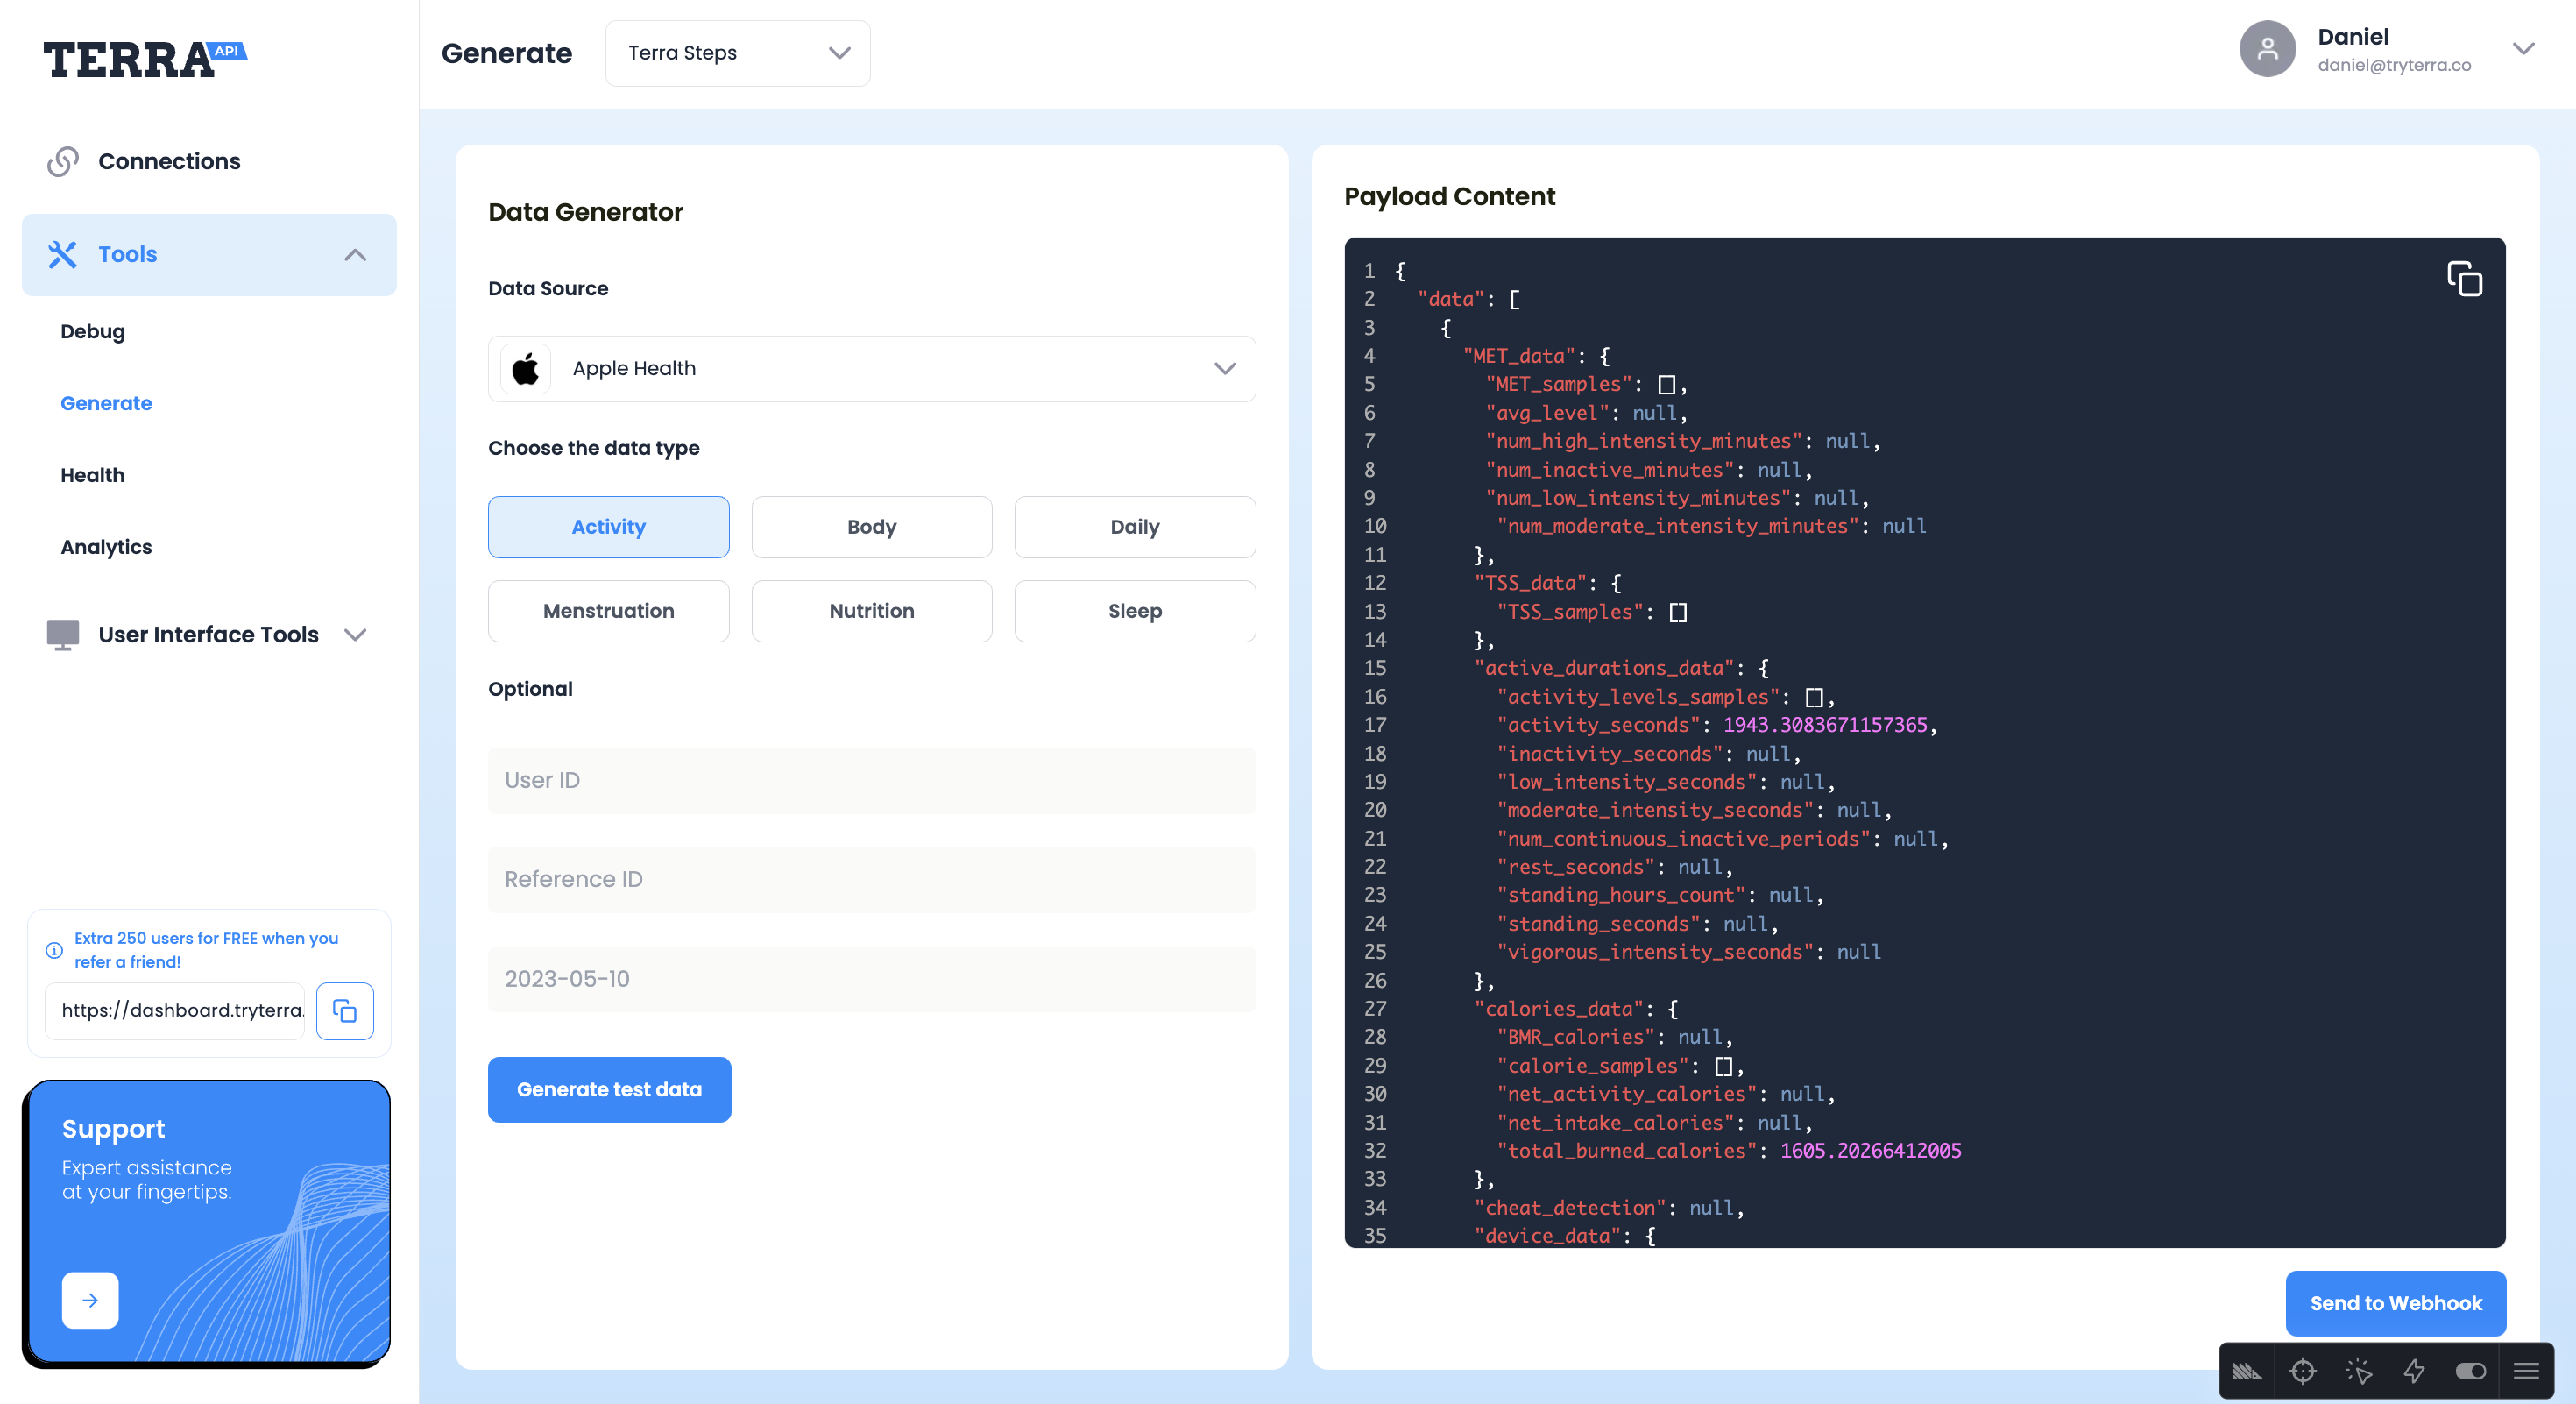 TERRA API
Generate
Terra Steps
Daniel
daniel@tryterra.co
Connections
Tools
Debug
Generate
Health
Analytics
User Interface Tools
Extra 250 users for FREE when you
refer a friend!
https://dashboard.tryterra.
Support
Expert assistance
at your fingertips.
Data Generator
Data Source
Apple Health
Choose the data type
Activity
Body
Daily
Menstruation
Nutrition
Sleep
Optional
User ID
Reference ID
2023-05-10
Generate test data
Payload Content
1 {
2 "data": [
3 {
4 "MET_data": {
5 "MET_samples": [],
6 "avg_level": null,
7 "num_high_intensity_minutes": null,
8 "num_inactive_minutes": null,
9 "num_low_intensity_minutes": null,
10 "num_moderate_intensity_minutes": null
11 },
12 "TSS_data": {
13 "TSS_samples": []
14 },
15 "active_durations_data": {
16 "activity_levels_samples": [],
17 "activity_seconds": 1943.3083671157365,
18 "inactivity_seconds": null,
19 "low_intensity_seconds": null,
20 "moderate_intensity_seconds": null,
21 "num_continuous_inactive_periods": null,
22 "rest_seconds": null,
23 "standing_hours_count": null,
24 "standing_seconds": null,
25 "vigorous_intensity_seconds": null
26 },
27 "calories_data": {
28 "BMR_calories": null,
29 "calorie_samples": [],
30 "net_activity_calories": null,
31 "net_intake_calories": null,
32 "total_burned_calories": 1605.20266412005
33 },
34 "cheat_detection": null,
35 "device_data": {
Send to Webhook